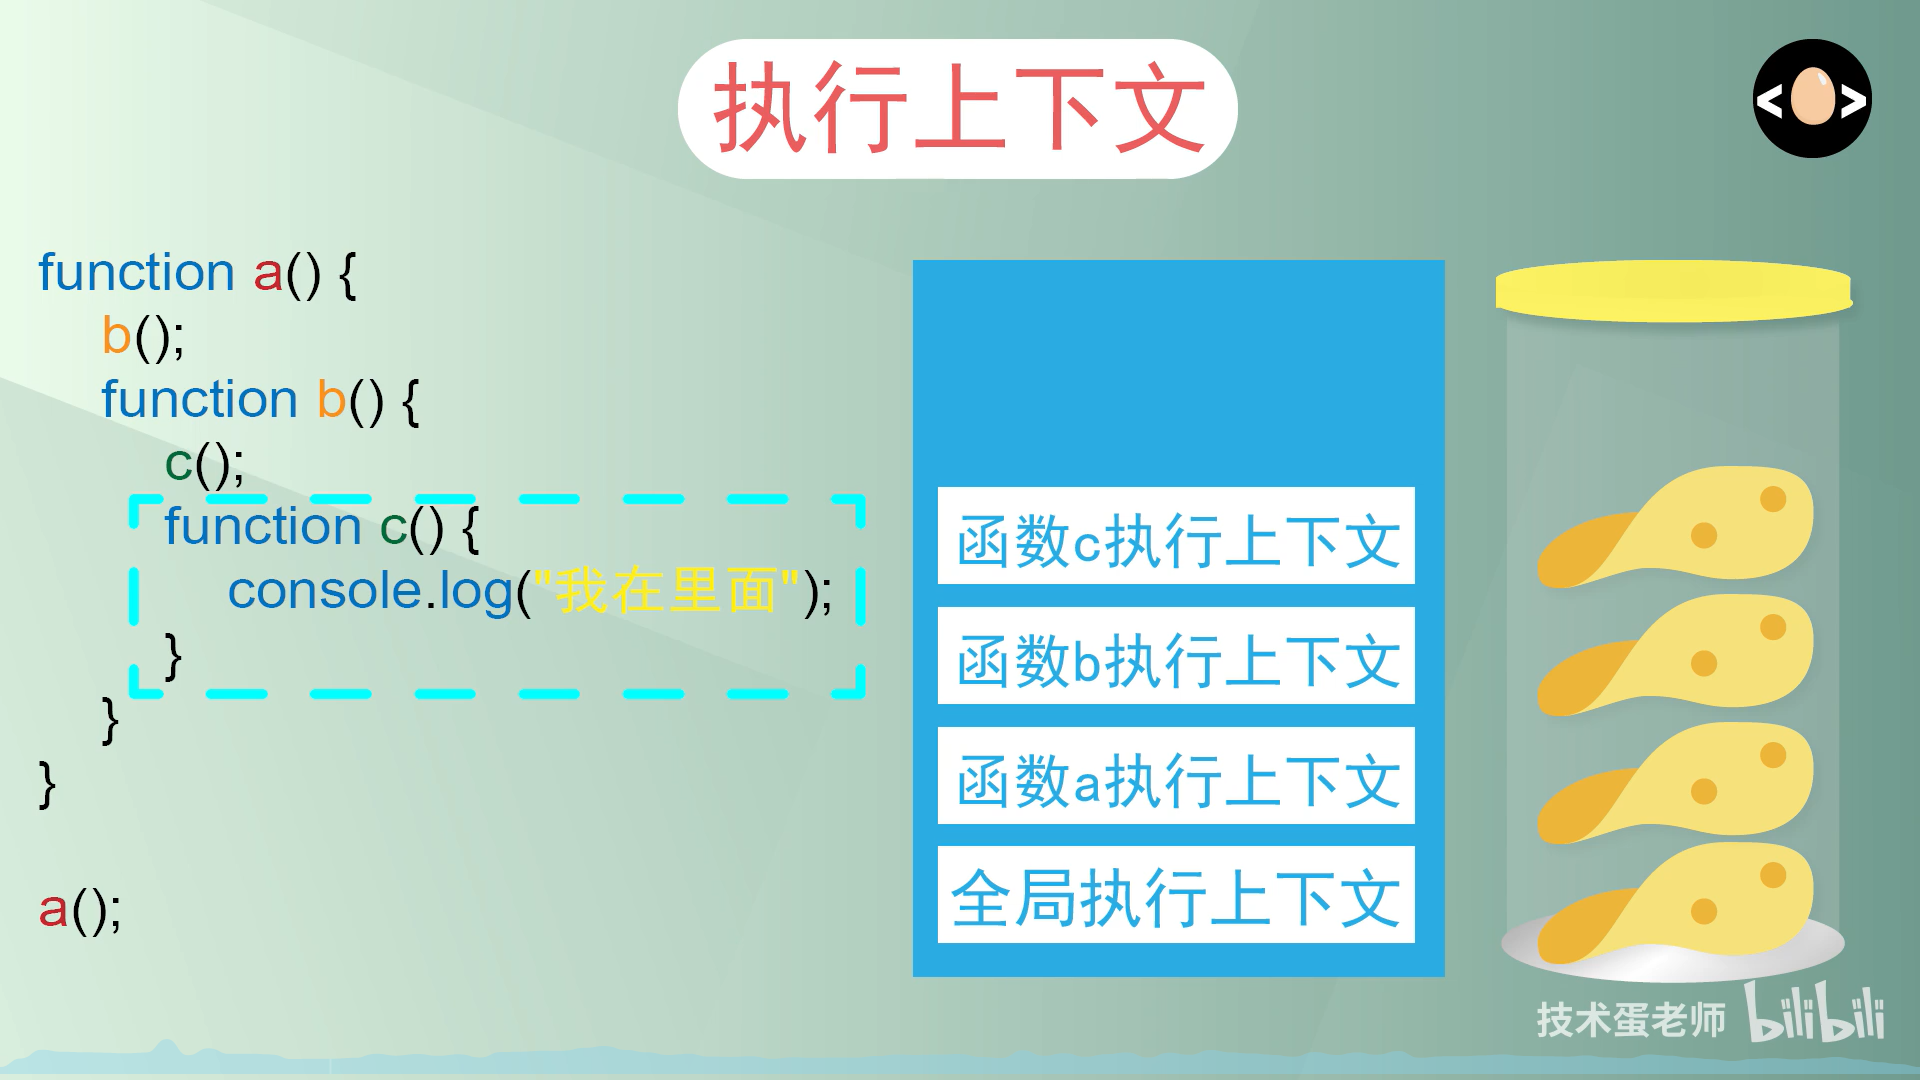 执行上下文
< >
function a() {
b();
function b() {
c();
function c() {
console.log("我在里面");
}
}
}
a();
函数c执行上下文
函数b执行上下文
函数a执行上下文
全局执行上下文
技术蛋老师 bilibili